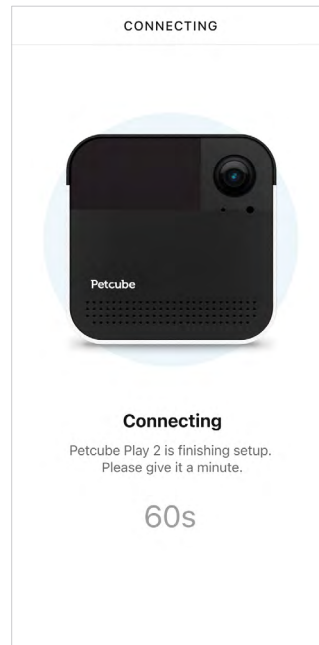 CONNECTING
Petcube
Connecting
Petcube Play 2 is finishing setup.
Please give it a minute.
60s